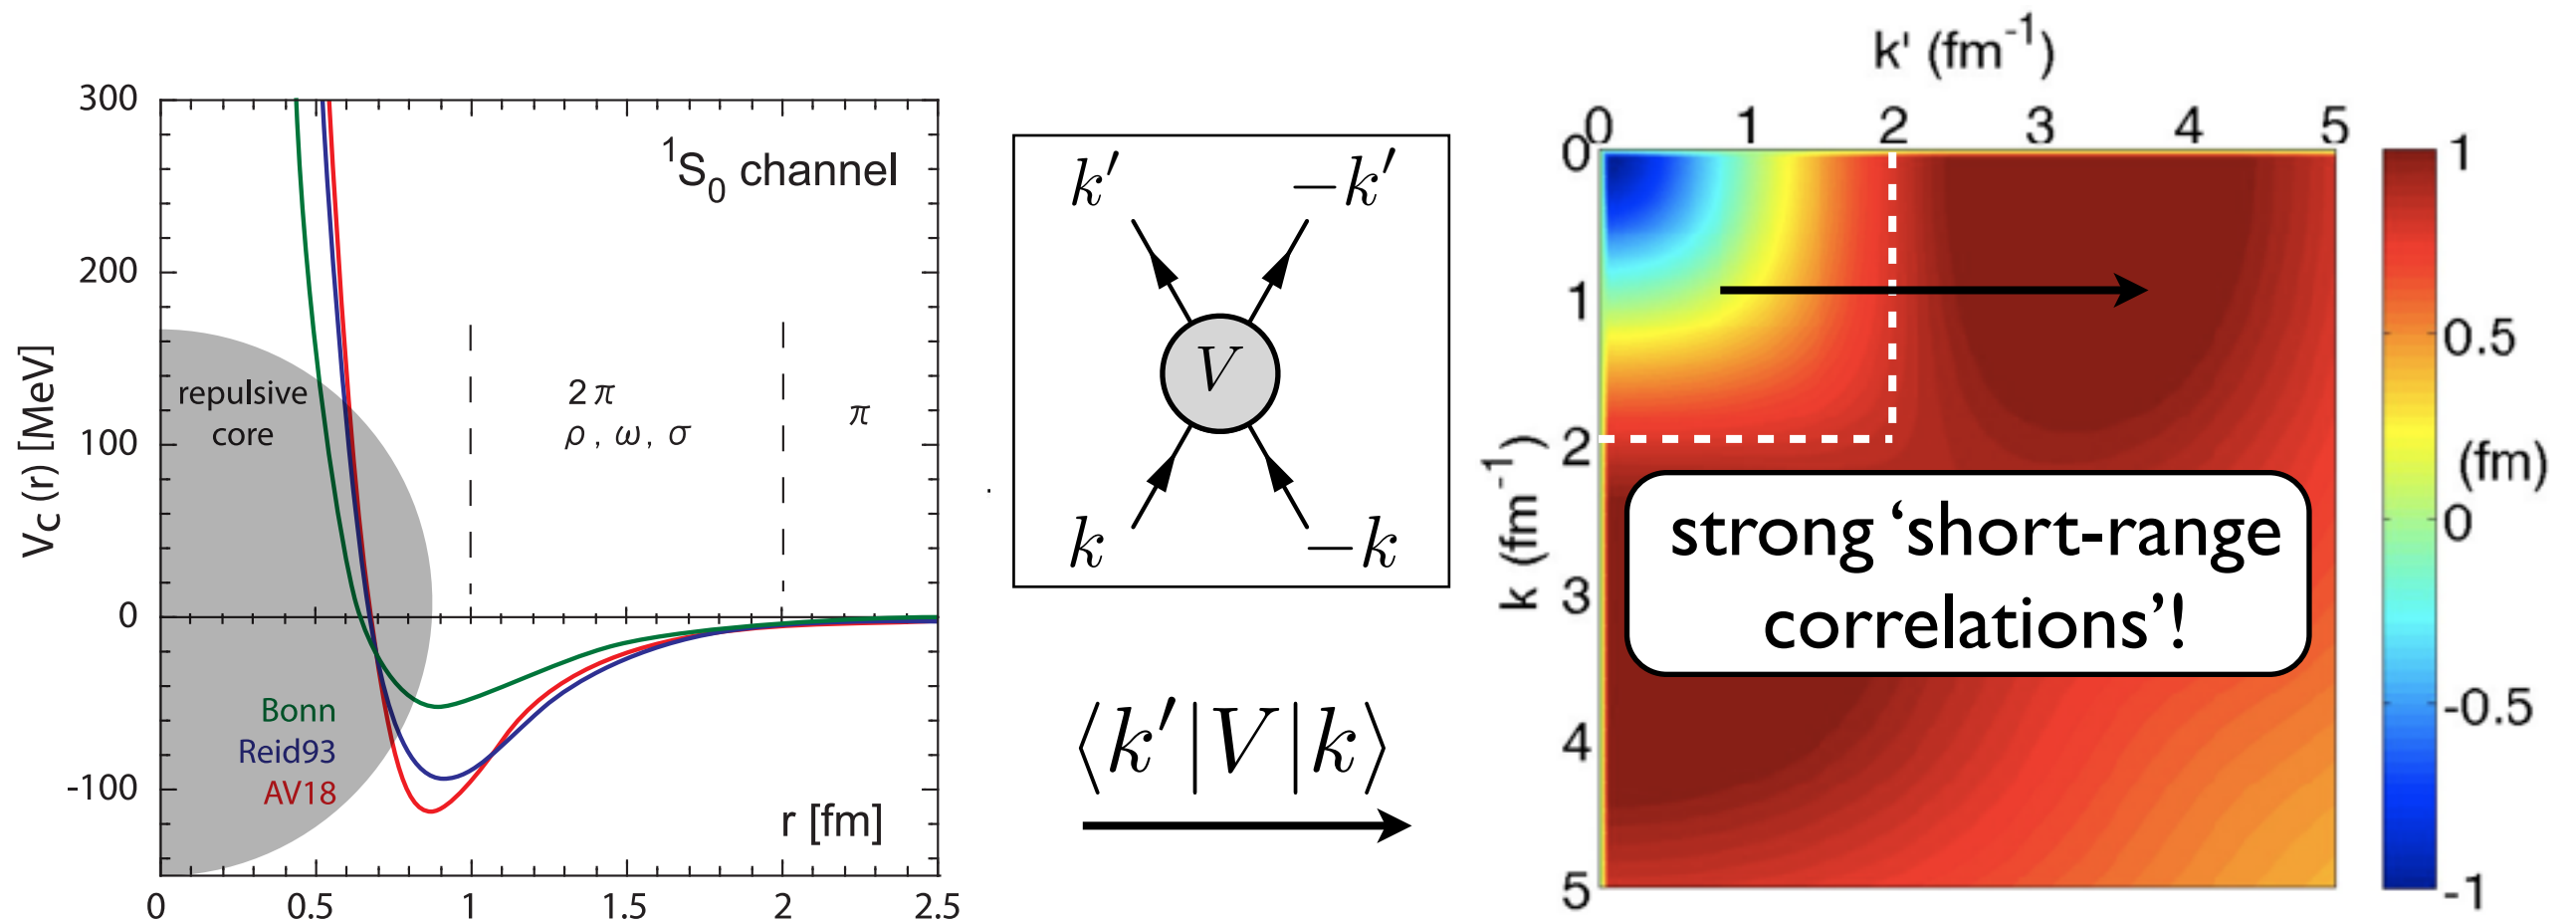 300
200
100
0
-100
Vc (r) [MeV]
¹S₀ channel
repulsive
core
2 π
ρ , ω, σ
π
Bonn
Reid93
AV18
r [fm]
0 0.5 1 1.5 2 2.5
k′ −k′
V
k −k
⟨k′|V|k⟩
k' (fm⁻¹)
0 1 2 3 4 5
0
1
2
3
4
5
k (fm⁻¹)
strong ‘short-range
correlations’!
1
0.5
(fm)
0
-0.5
-1